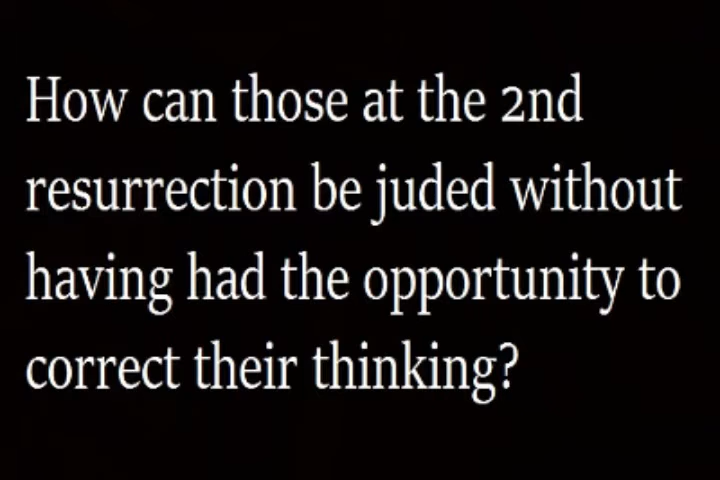 How can those at the 2nd
resurrection be juded without
having had the opportunity to
correct their thinking?